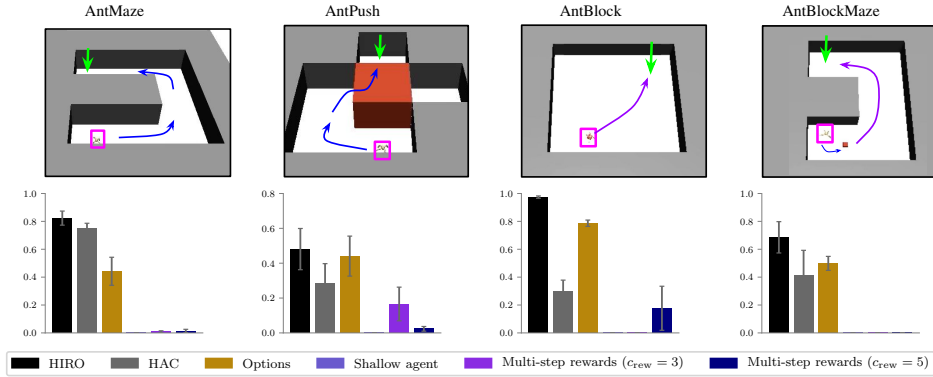 AntMaze AntPush AntBlock AntBlockMaze
1.0 0.8 1.0 0.8
0.8 0.6 0.8 0.6
0.6 0.4 0.6 0.4
0.4 0.2 0.4 0.2
0.2 0.0 0.2 0.0
0.0 0.0
HIRO HAC Options Shallow agent Multi-step rewards (c_rew = 3) Multi-step rewards (c_rew = 5)